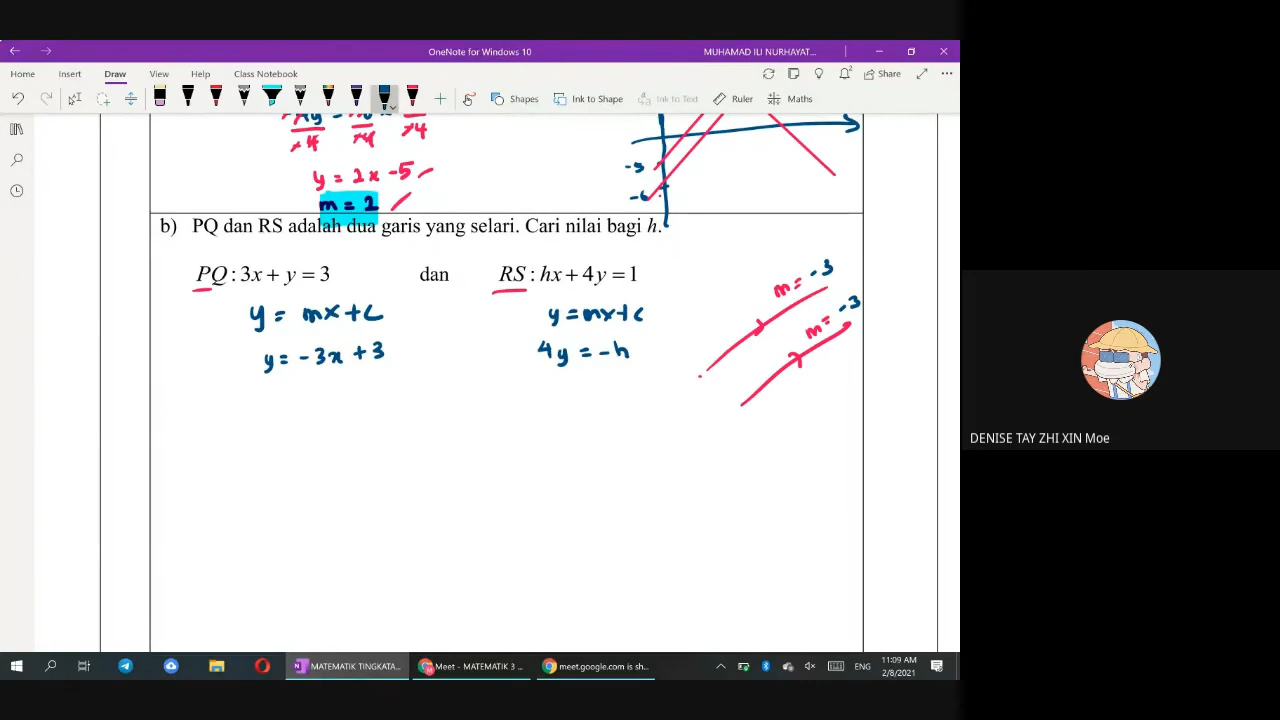 OneNote for Windows 10
MUHAMAD ILI NURHAYAT...
Home Insert Draw View Help Class Notebook
Share
Shapes Ink to Shape Ink to Text Ruler Maths
y = 2x - 5
m = 2
-5
-6
b) PQ dan RS adalah dua garis yang selari. Cari nilai bagi h.
PQ : 3x + y = 3 dan RS : hx + 4y = 1
y = mx + c
y = mx + c
y = -3x + 3
4y = -h
m = -3
m = -3
DENISE TAY ZHI XIN Moe
MATEMATIK TINGKATA...
Meet - MATEMATIK 3 ...
meet.google.com is sh...
ENG
11:09 AM
2/8/2021